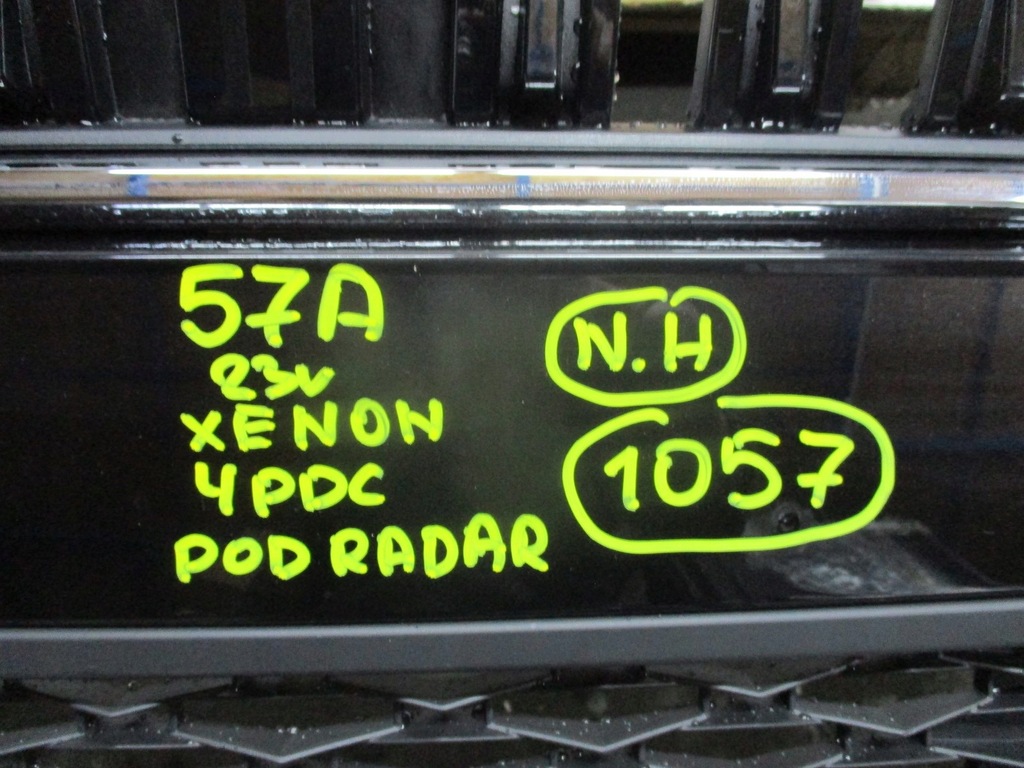 57A
23v
XENON
4PDC
POD RADAR
N.H
1057